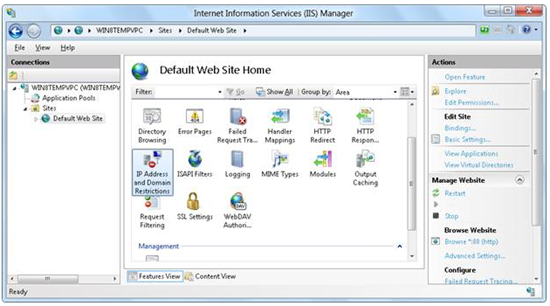 Internet Information Services (IIS) Manager
WIN8TEMPVPC Sites Default Web Site
File View Help
Connections
WIN8TEMPVPC (WIN8TEMPVPC
Application Pools
Sites
Default Web Site
Default Web Site Home
Filter: Go Show All Group by: Area
Directory Browsing
Error Pages
Failed Request Tra...
Handler Mappings
HTTP Redirect
HTTP Respon...
IP Address and Domain Restrictions
ISAPI Filters
Logging
MIME Types
Modules
Output Caching
Request Filtering
SSL Settings
WebDAV Authori...
Management
Features View Content View
Actions
Open Feature
Explore
Edit Permissions...
Edit Site
Bindings...
Basic Settings...
View Applications
View Virtual Directories
Manage Website
Restart
Stop
Browse Website
Browse *:80 (http)
Advanced Settings...
Configure
Failed Request Tracing...
Ready